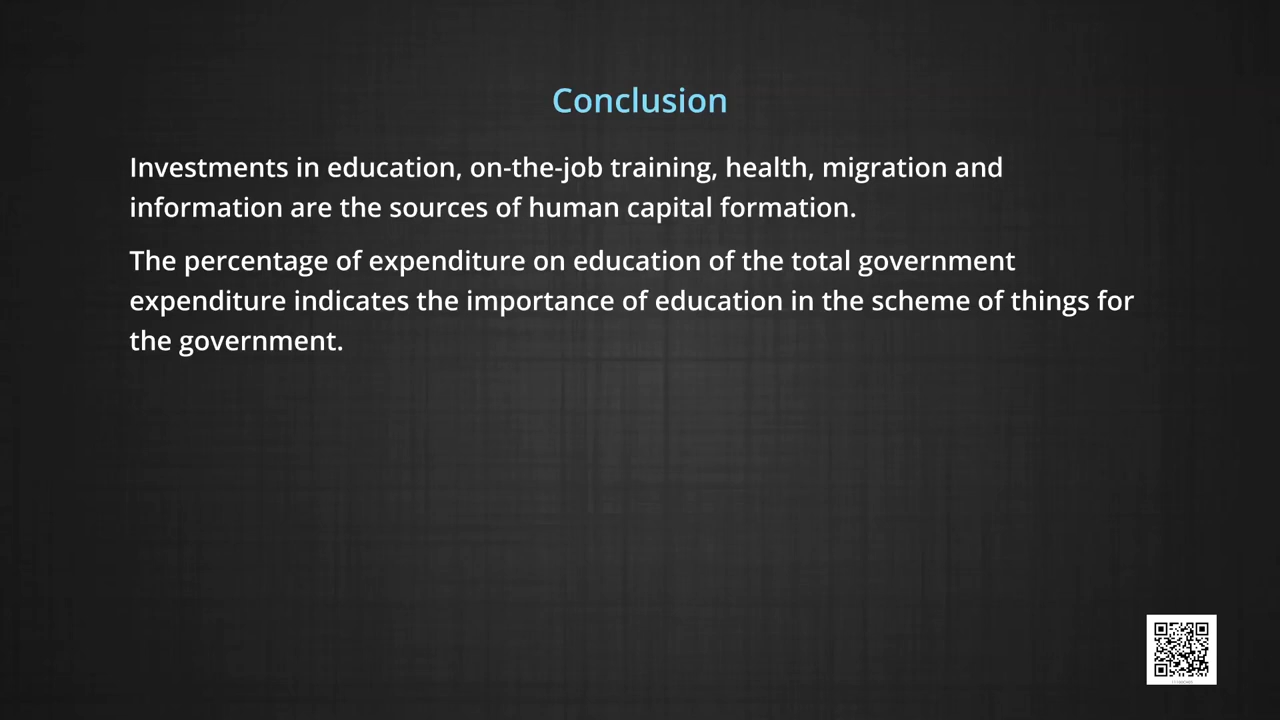 Conclusion
Investments in education, on-the-job training, health, migration and
information are the sources of human capital formation.
The percentage of expenditure on education of the total government
expenditure indicates the importance of education in the scheme of things for
the government.